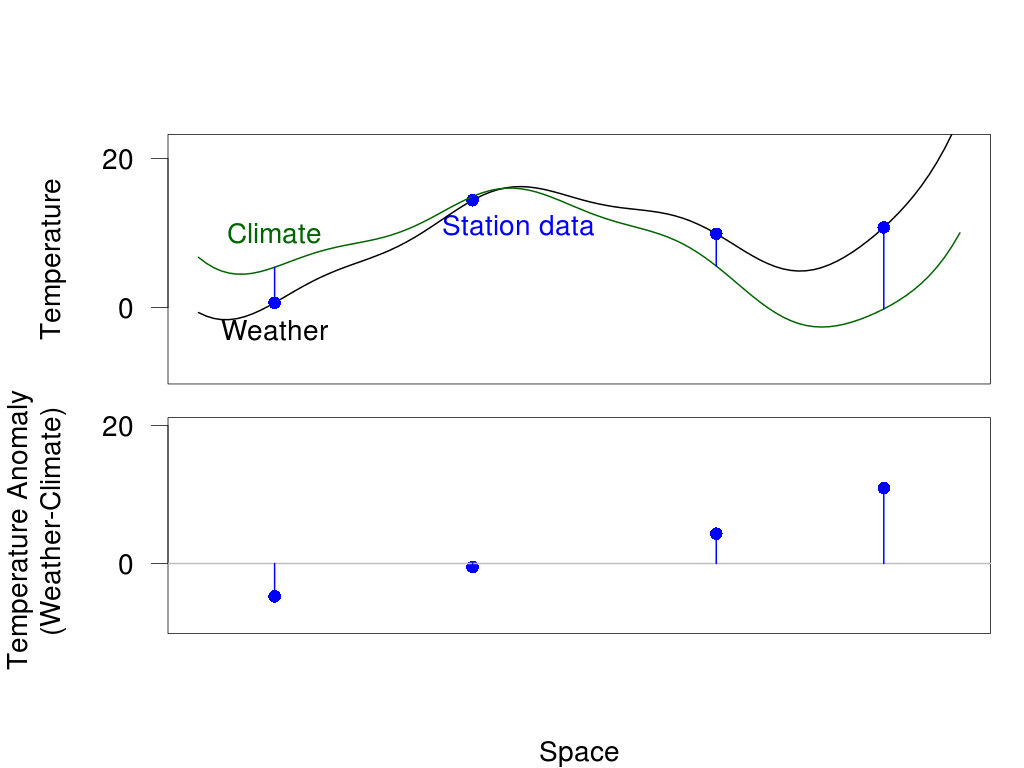 Temperature
20
0
Climate
Station data
Weather
Temperature Anomaly
(Weather-Climate)
20
0
Space